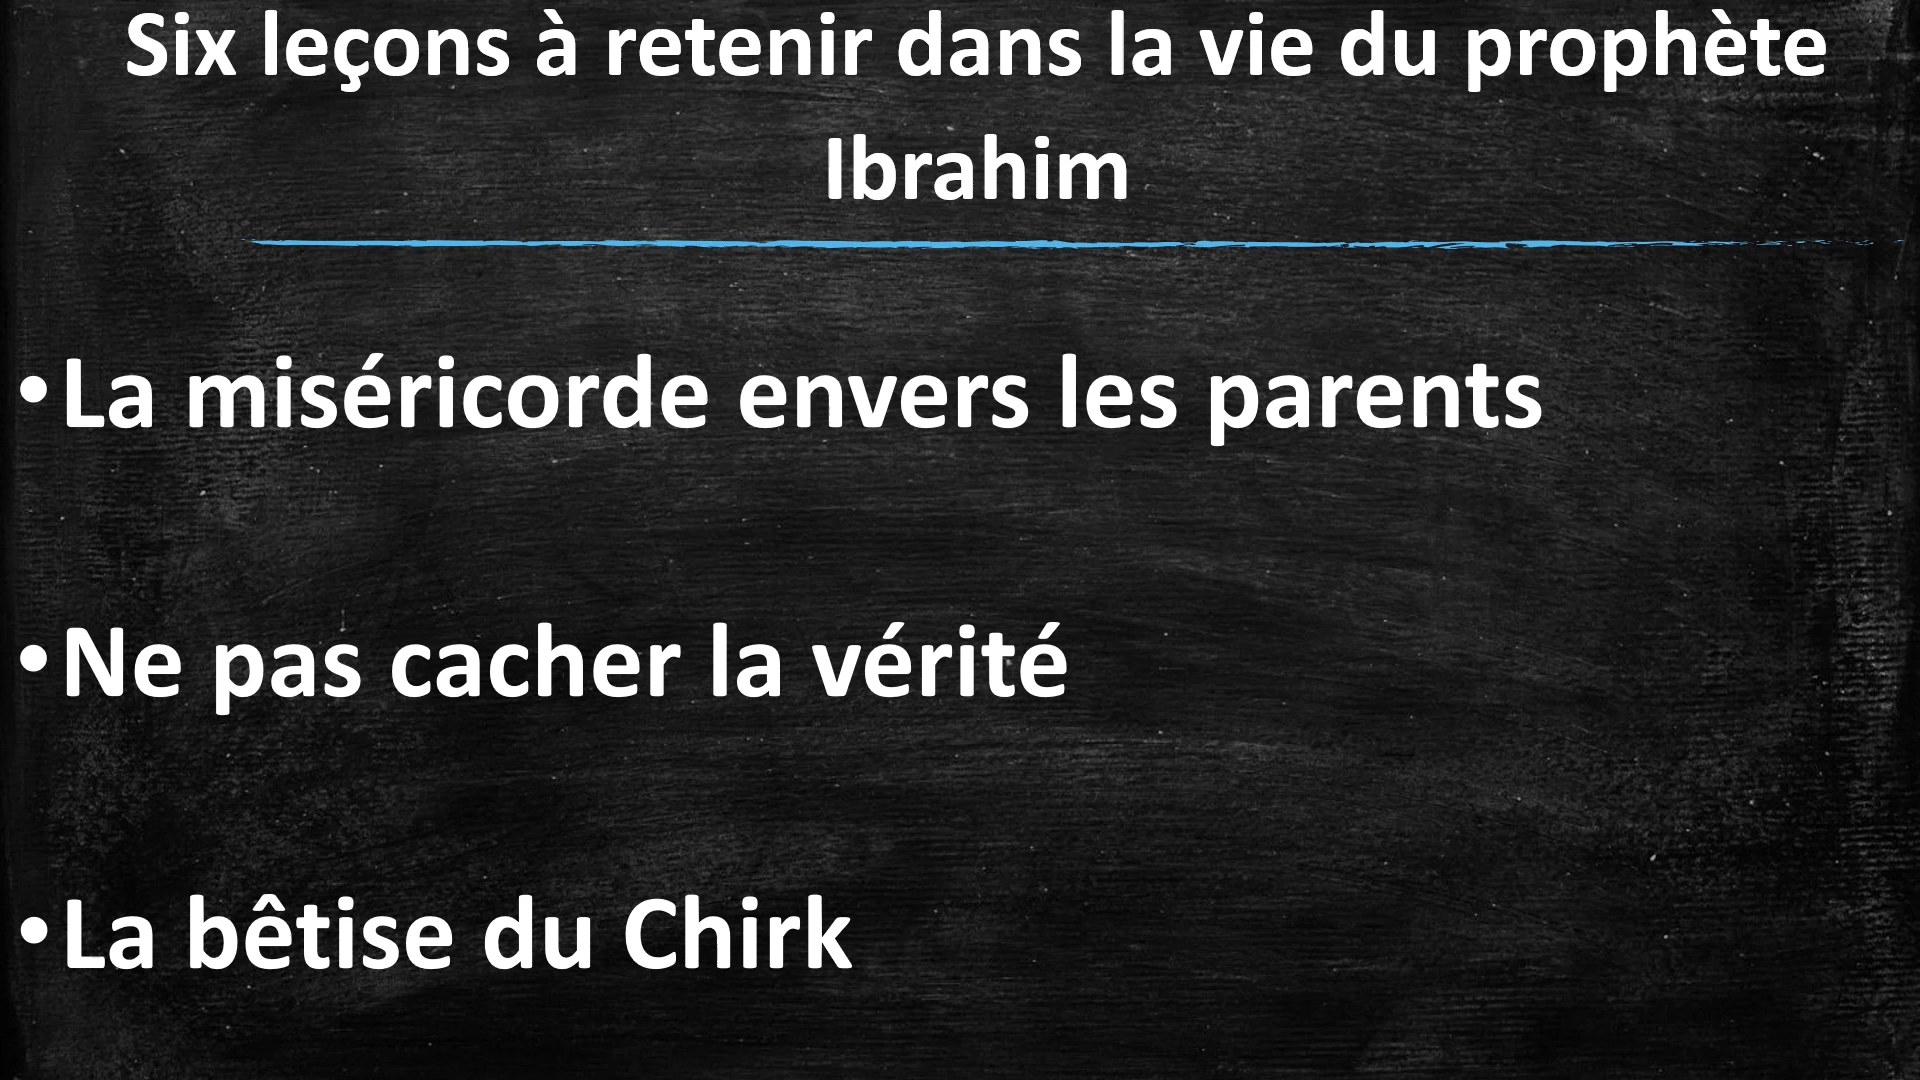 Six leçons à retenir dans la vie du prophète
Ibrahim
•La miséricorde envers les parents
•Ne pas cacher la vérité
•La bêtise du Chirk